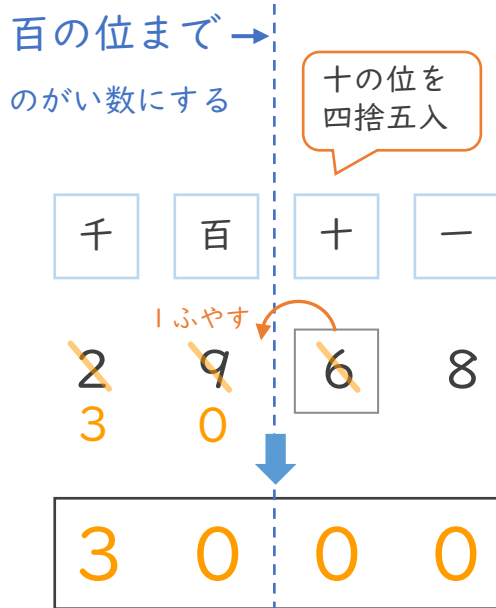 百の位まで→
のがい数にする
十の位を
四捨五入
千 百 十 一
1ふやす
2 9 6 8
3 0
3 0 0 0